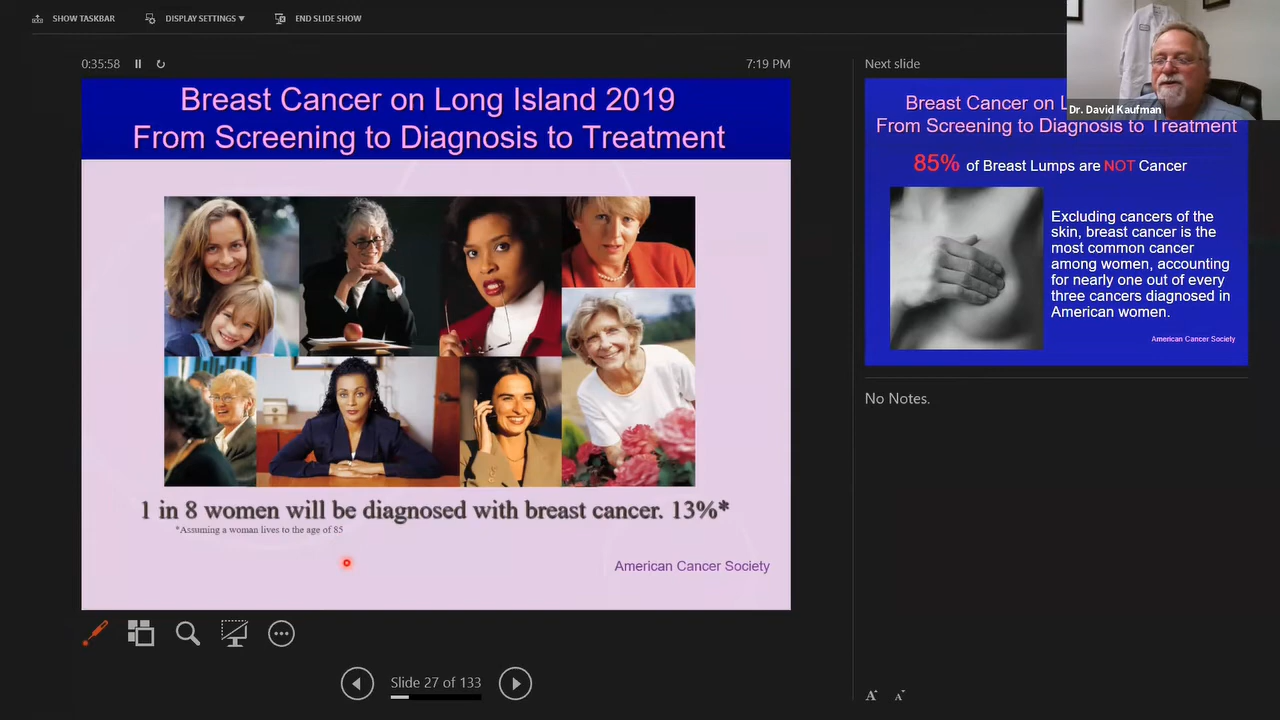 SHOW TASKBAR
DISPLAY SETTINGS ▼
END SLIDE SHOW
0:35:58
7:19 PM
Breast Cancer on Long Island 2019
From Screening to Diagnosis to Treatment
1 in 8 women will be diagnosed with breast cancer. 13%*
*Assuming a woman lives to the age of 85
American Cancer Society
Slide 27 of 133
Next slide
Dr. David Kaufman
Breast Cancer on L
From Screening to Diagnosis to Treatment
85% of Breast Lumps are NOT Cancer
Excluding cancers of the
skin, breast cancer is the
most common cancer
among women, accounting
for nearly one out of every
three cancers diagnosed in
American women.
American Cancer Society
No Notes.
A A